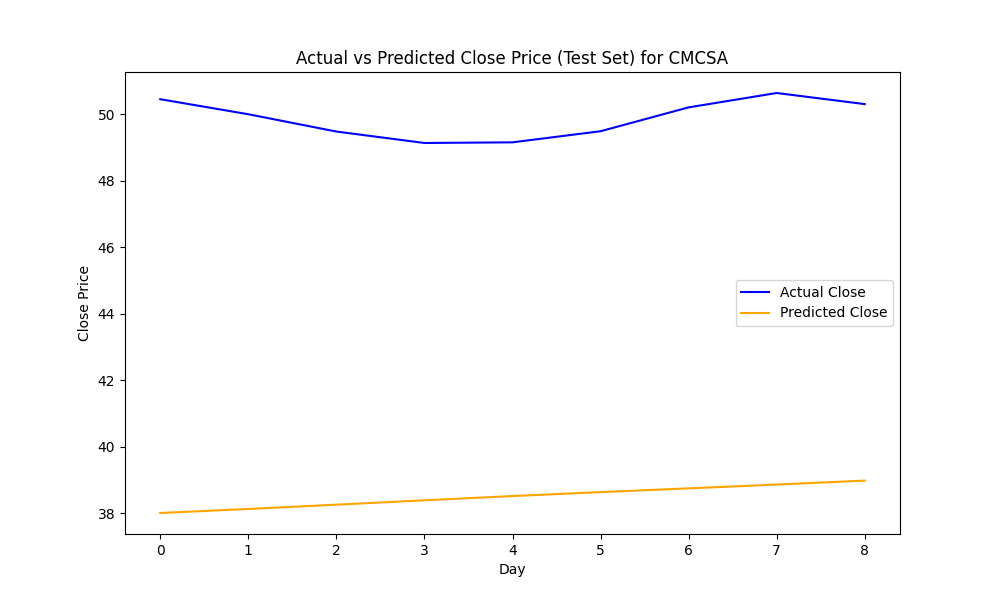 Actual vs Predicted Close Price (Test Set) for CMCSA
50
48
46
44
42
40
38
Close Price
Actual Close
Predicted Close
0 1 2 3 4 5 6 7 8
Day